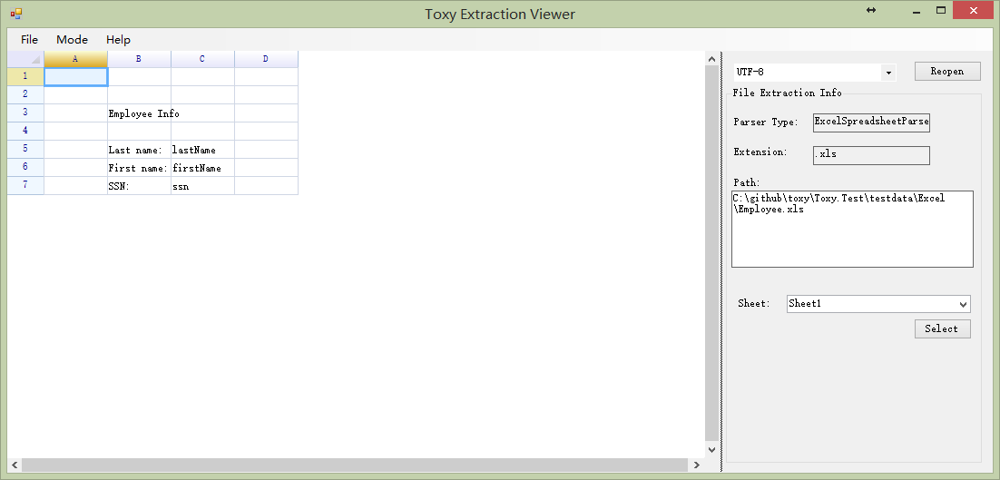 Toxy Extraction Viewer
File Mode Help
A B C D
1
2
3 Employee Info
4
5 Last name: lastName
6 First name: firstName
7 SSN: ssn
UTF-8 Reopen
File Extraction Info
Parser Type: ExcelSpreadsheetParse
Extension: .xls
Path:
C:\github\toxy\Toxy.Test\testdata\Excel
\Employee.xls
Sheet: Sheet1
Select